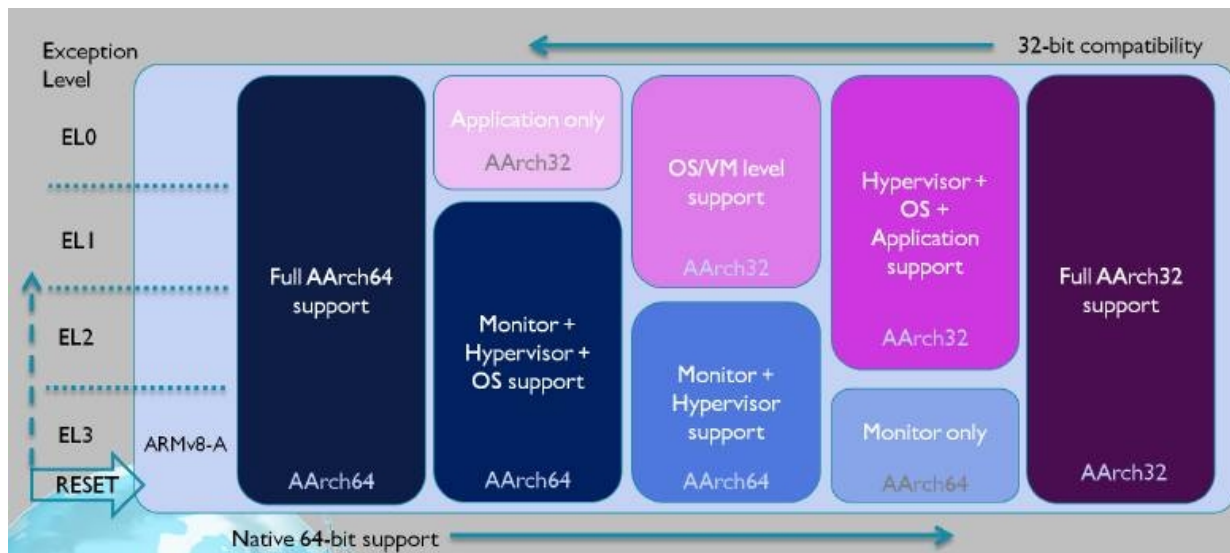 32-bit compatibility
Exception
Level
EL0
EL1
EL2
EL3
RESET
ARMv8-A
Full AArch64
support
AArch64
Application only
AArch32
Monitor +
Hypervisor +
OS support
AArch64
OS/VM level
support
AArch32
Monitor +
Hypervisor
support
AArch64
Hypervisor +
OS +
Application
support
AArch32
Monitor only
AArch64
Full AArch32
support
AArch32
Native 64-bit support